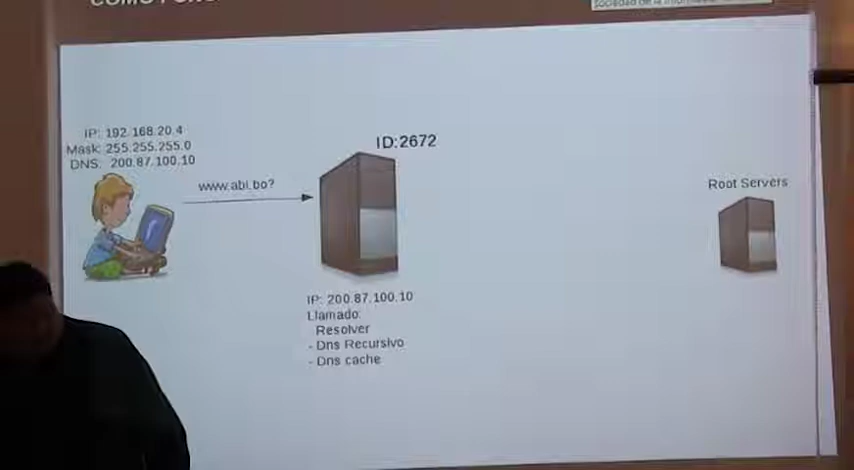 IP: 192.168.20.4
Mask: 255.255.255.0
DNS: 200.87.100.10
www.abi.bo?
ID:2672
Root Servers
IP: 200.87.100.10
Llamado:
Resolver
- Dns Recursivo
- Dns cache